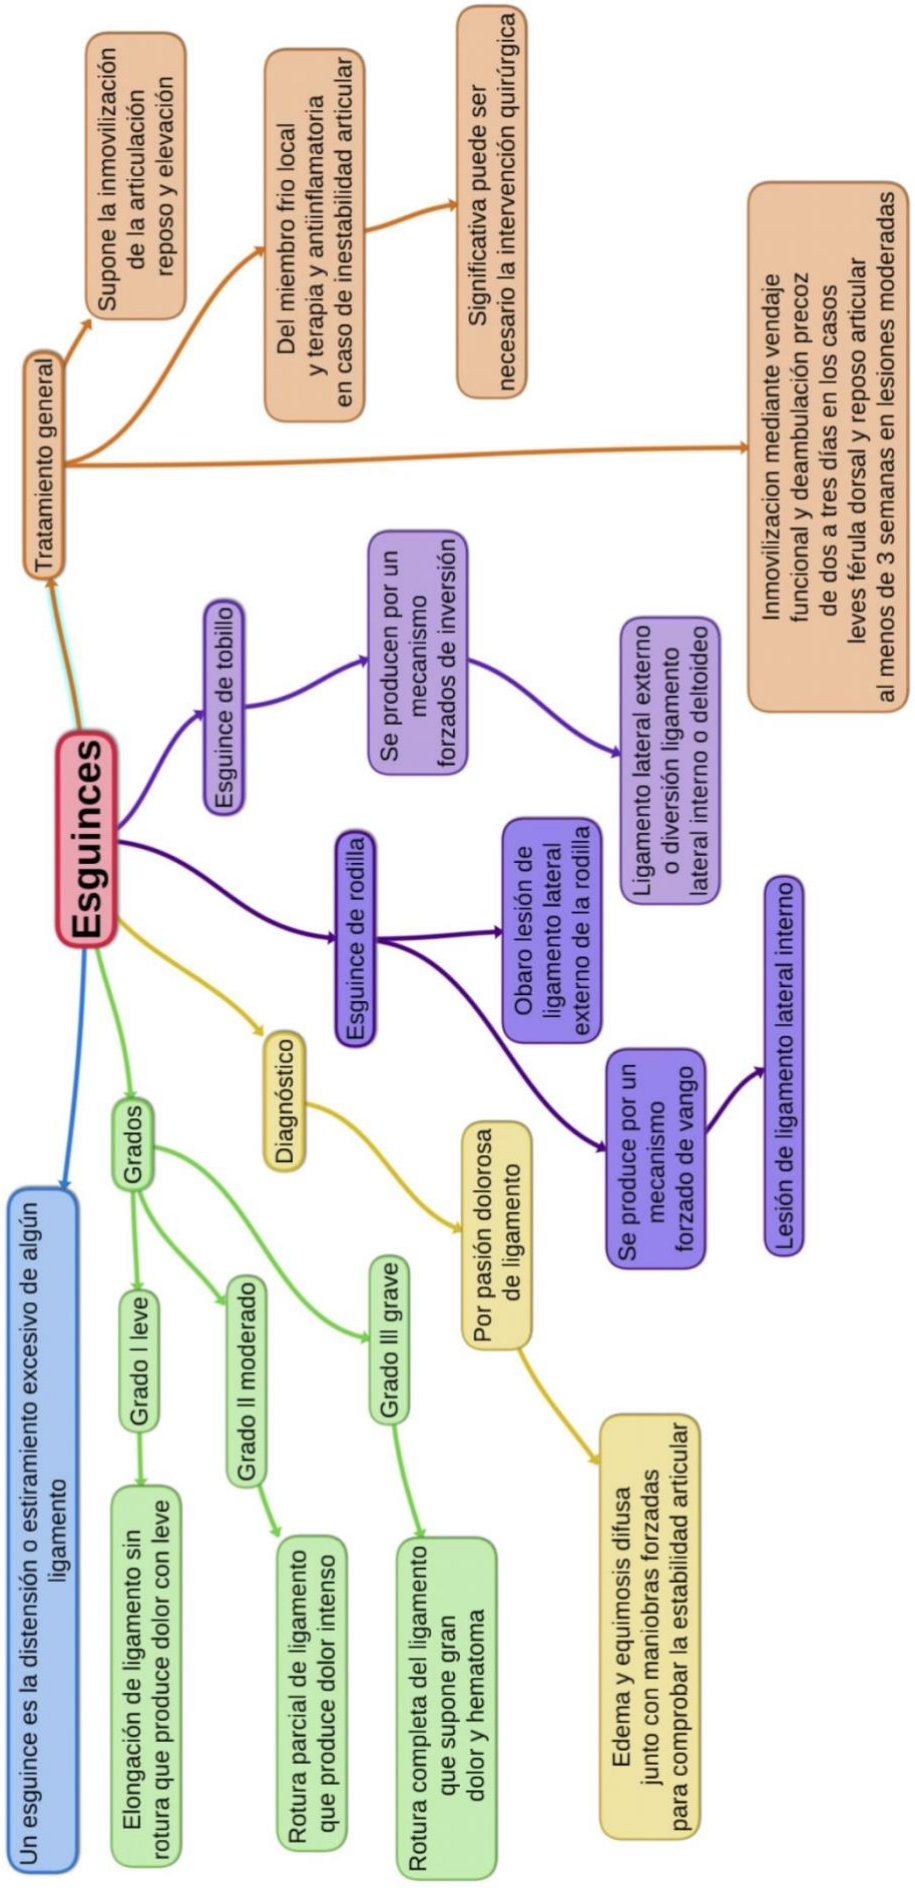 Esguinces
Un esguince es la distensión o estiramiento excesivo de algún
ligamento
Grados
Grado I leve
Elongación de ligamento sin
rotura que produce dolor con leve
Grado II moderado
Rotura parcial de ligamento
que produce dolor intenso
Grado III grave
Rotura completa del ligamento
que supone gran
dolor y hematoma
Diagnóstico
Por pasión dolorosa
de ligamento
Edema y equimosis difusa
junto con maniobras forzadas
para comprobar la estabilidad articular
Esguince de rodilla
Obaro lesión de
ligamento lateral
externo de la rodilla
Se produce por un
mecanismo
forzado de vango
Lesión de ligamento lateral interno
Esguince de tobillo
Se producen por un
mecanismo
forzados de inversión
Ligamento lateral externo
o diversión ligamento
lateral interno o deltoideo
Tratamiento general
Supone la inmovilización
de la articulación
reposo y elevación
Del miembro frio local
y terapia y antiinflamatoria
en caso de inestabilidad articular
Significativa puede ser
necesario la intervención quirúrgica
Inmovilizacion mediante vendaje
funcional y deambulación precoz
de dos a tres días en los casos
leves férula dorsal y reposo articular
al menos de 3 semanas en lesiones moderadas